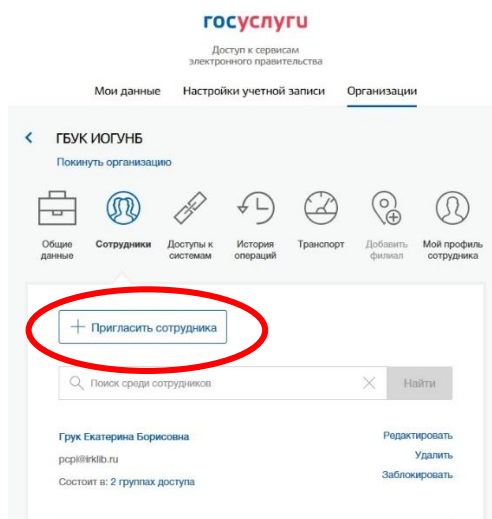 госуслуги
Доступ к сервисам
электронного правительства
Мои данные Настройки учетной записи Организации
ГБУК ИОГУНБ
Покинуть организацию
Общие данные
Сотрудники
Доступы к системам
История операций
Транспорт
Добавить филиал
Мой профиль сотрудника
+ Пригласить сотрудника
Поиск среди сотрудников
Найти
Грук Екатерина Борисовна
Редактировать
pcpi@irklib.ru
Удалить
Состоит в: 2 группах доступа
Заблокировать